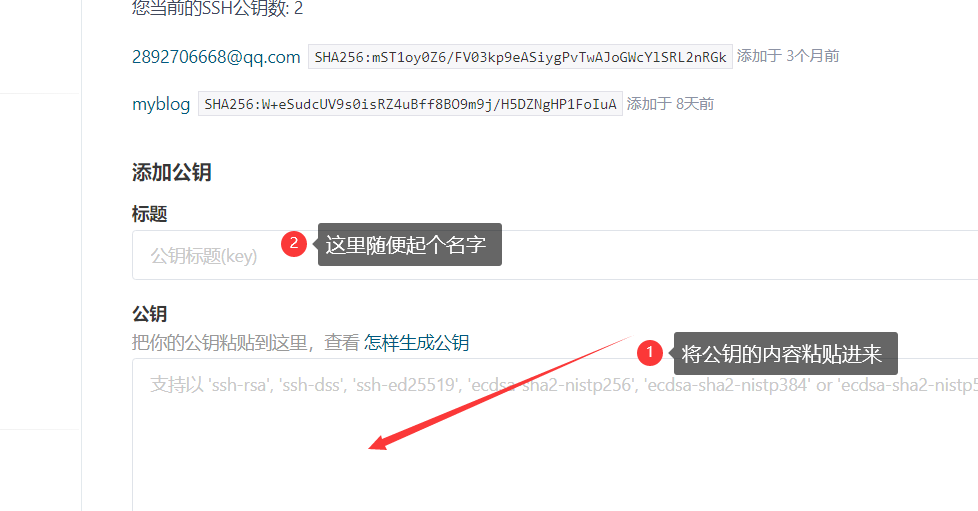 您当前的SSH公钥数: 2
2892706668@qq.com SHA256:mST1oy0Z6/FV03kp9eASiygPvTwAJoGWcYlSRL2nRGk 添加于 3个月前
myblog SHA256:W+eSudcUV9s0isRZ4uBff8BO9m9j/H5DZNgHP1FoIuA 添加于 8天前
添加公钥
标题
公钥标题(key) 2 这里随便起个名字
公钥
把你的公钥粘贴到这里，查看 怎样生成公钥
1 将公钥的内容粘贴进来
支持以 'ssh-rsa', 'ssh-dss', 'ssh-ed25519', 'ecdsa-sha2-nistp256', 'ecdsa-sha2-nistp384' or 'ecdsa-sha2-nistp5